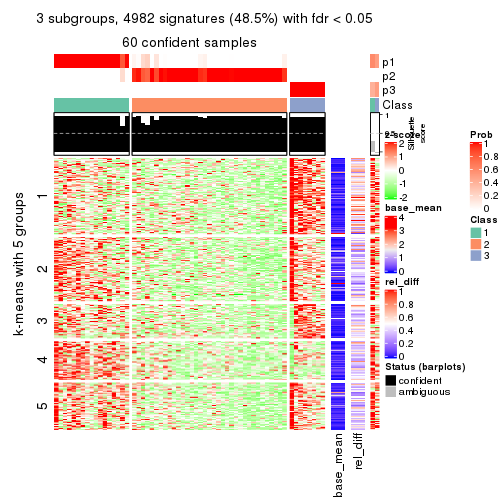 3 subgroups, 4982 signatures (48.5%) with fdr < 0.05
60 confident samples
p1
p2
p3
Class
1
0.5
Silhouette
score
k-means with 5 groups
1
2
3
4
5
base_mean
rel_diff
z-score
2
1
0
-1
-2
base_mean
4
3
2
1
0
rel_diff
1
0.8
0.6
0.4
0.2
0
Status (barplots)
confident
ambiguous
Prob
1
0.8
0.6
0.4
0.2
0
Class
1
2
3